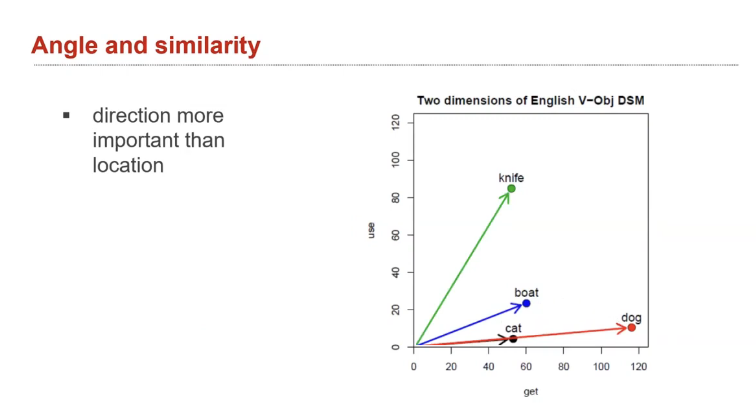 Angle and similarity
▪ direction more
important than
location
Two dimensions of English V−Obj DSM
120
100
80
60
40
20
0
use
knife
boat
cat
dog
0 20 40 60 80 100 120
get